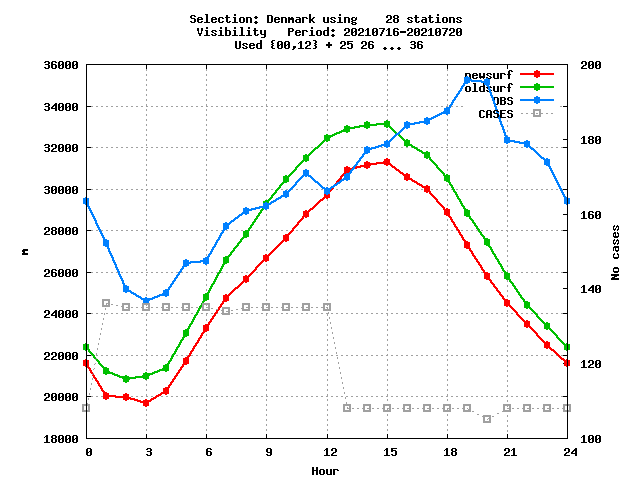 Selection: Denmark using    28 stations
Visibility   Period: 20210716-20210720
Used {00,12} + 25 26 ... 36
newsurf
oldsurf
OBS
CASES
36000
34000
32000
30000
28000
26000
24000
22000
20000
18000
m
200
180
160
140
120
100
No cases
0 3 6 9 12 15 18 21 24
Hour